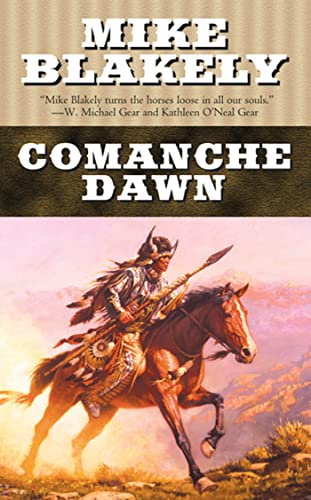 MIKE
BLAKELY
“Mike Blakely turns the horses loose in all our souls.”
—W. Michael Gear and Kathleen O’Neal Gear
COMANCHE
DAWN